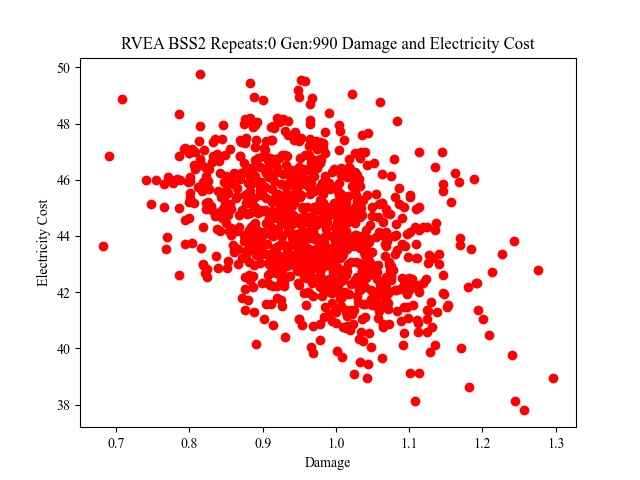 RVEA BSS2 Repeats:0 Gen:990 Damage and Electricity Cost
50
48
46
44
42
40
38
Electricity Cost
0.7 0.8 0.9 1.0 1.1 1.2 1.3
Damage